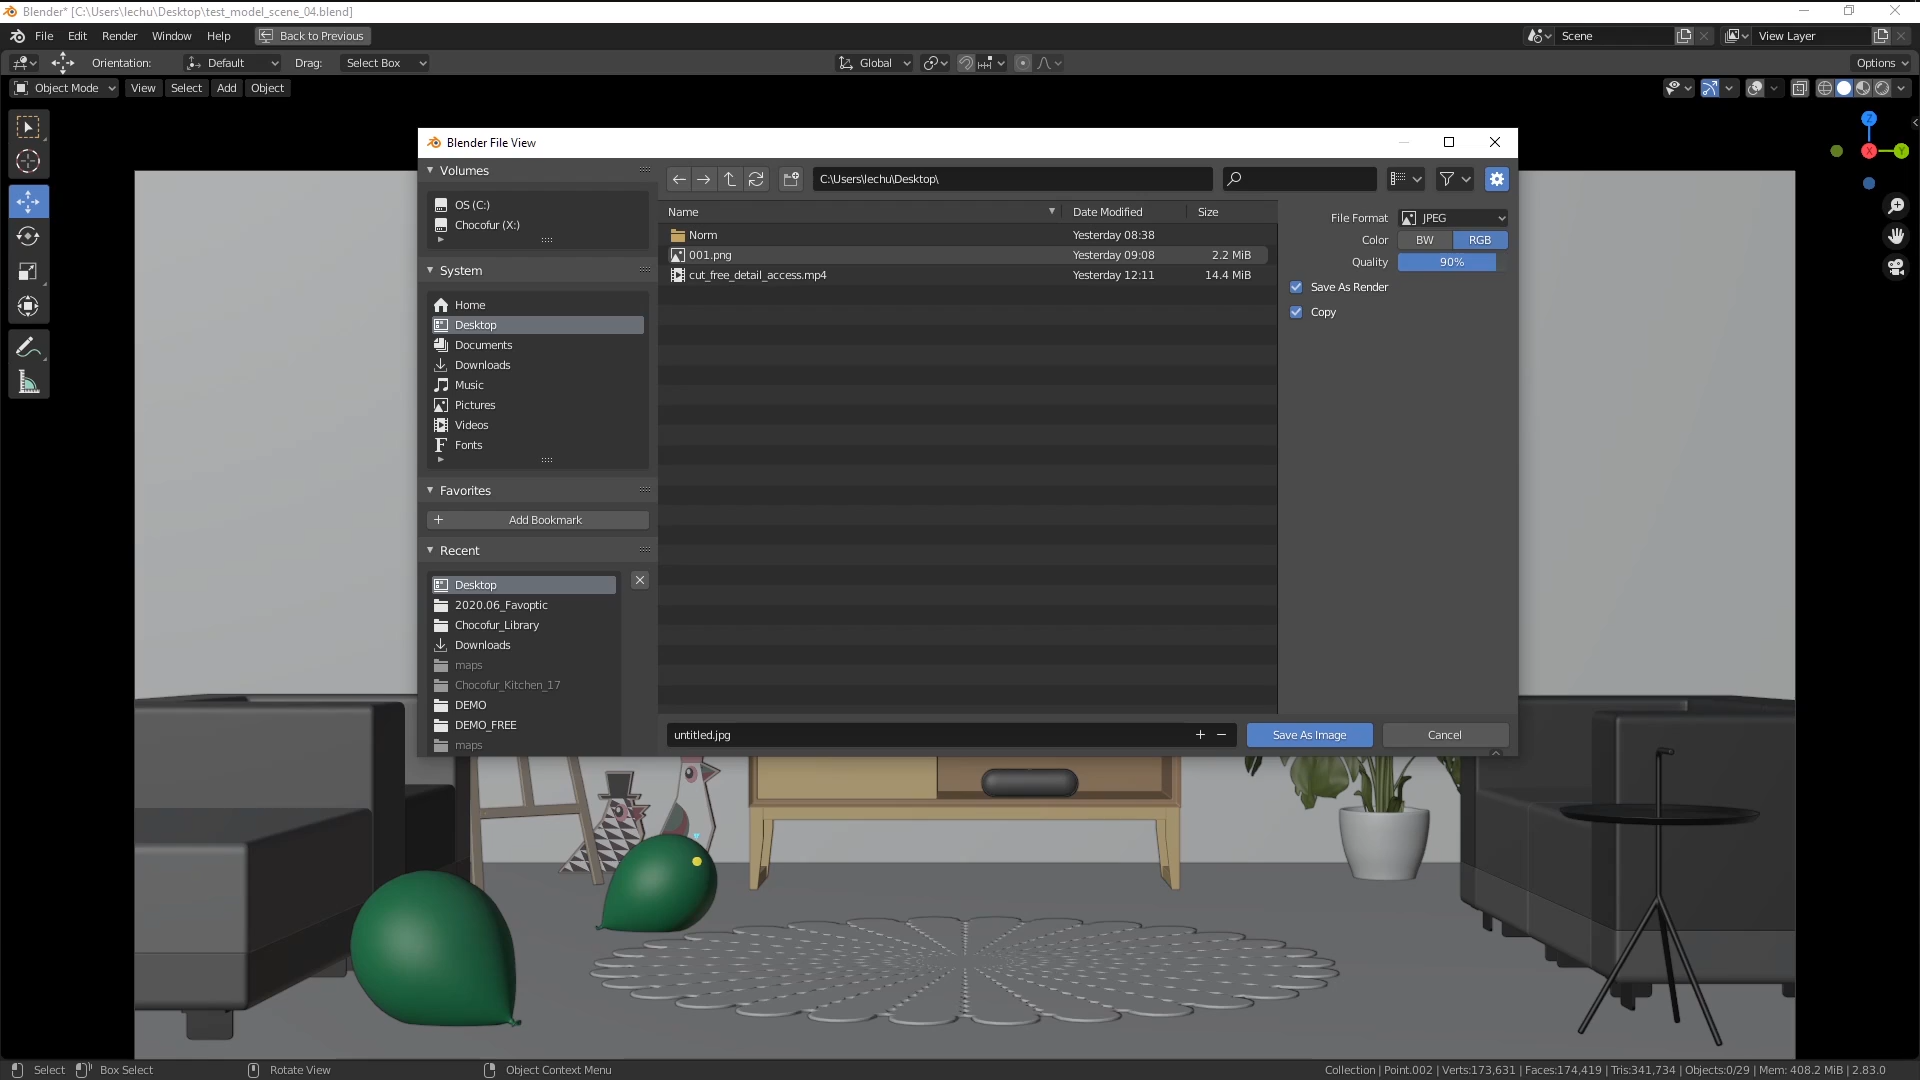 Blender* [C:\Users\lechu\Desktop\test_model_scene_04.blend]
File Edit Render Window Help Back to Previous Scene View Layer
Orientation: Default Drag: Select Box Global Options
Object Mode View Select Add Object
Blender File View
Volumes
OS (C:)
Chocofur (X:)
System
Home
Desktop
Documents
Downloads
Music
Pictures
Videos
Fonts
Favorites
Add Bookmark
Recent
Desktop
2020.06_Favoptic
Chocofur_Library
Downloads
maps
Chocofur_Kitchen_17
DEMO
DEMO_FREE
maps
C:\Users\lechu\Desktop\
Name Date Modified Size
Norm Yesterday 08:38
001.png Yesterday 09:08 2.2 MiB
cut_free_detail_access.mp4 Yesterday 12:11 14.4 MiB
File Format JPEG
Color BW RGB
Quality 90%
Save As Render
Copy
untitled.jpg Save As Image Cancel
Z
X
Y
Select Box Select Rotate View Object Context Menu Collection | Point.002 | Verts:173,631 | Faces:174,419 | Tris:341,734 | Objects:0/29 | Mem: 408.2 MiB | 2.83.0